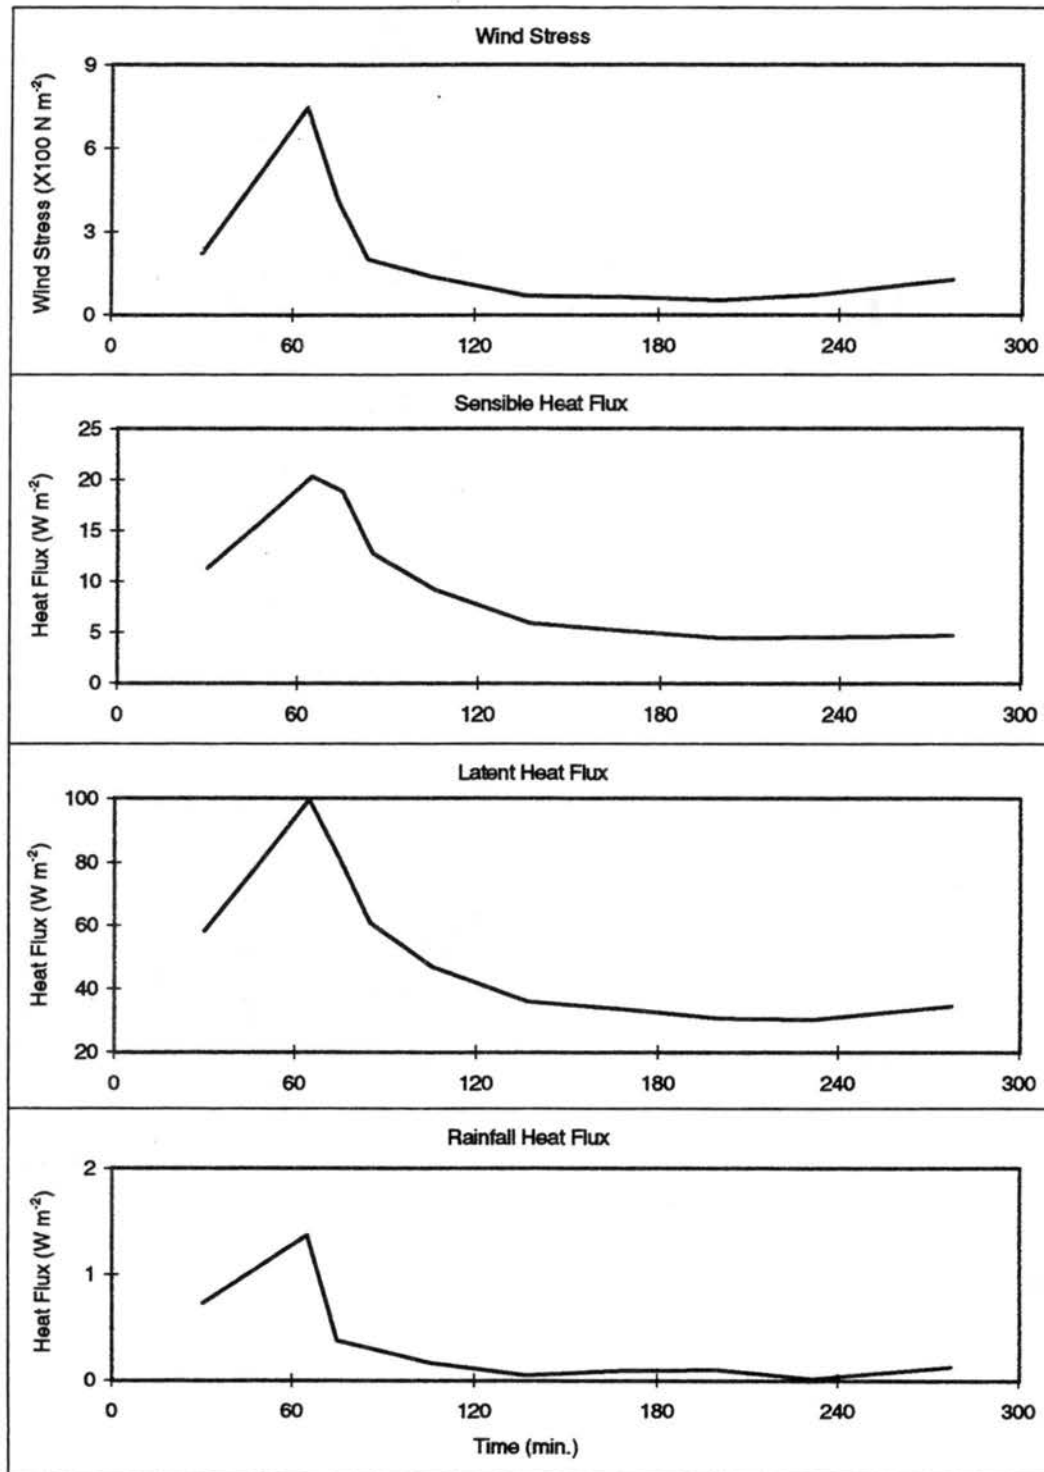 Wind Stress
Wind Stress (X100 N m⁻²)
9
6
3
0
0 60 120 180 240 300
Sensible Heat Flux
Heat Flux (W m⁻²)
25
20
15
10
5
0
0 60 120 180 240 300
Latent Heat Flux
Heat Flux (W m⁻²)
100
80
60
40
20
0 60 120 180 240 300
Rainfall Heat Flux
Heat Flux (W m⁻²)
2
1
0
0 60 120 180 240 300
Time (min.)